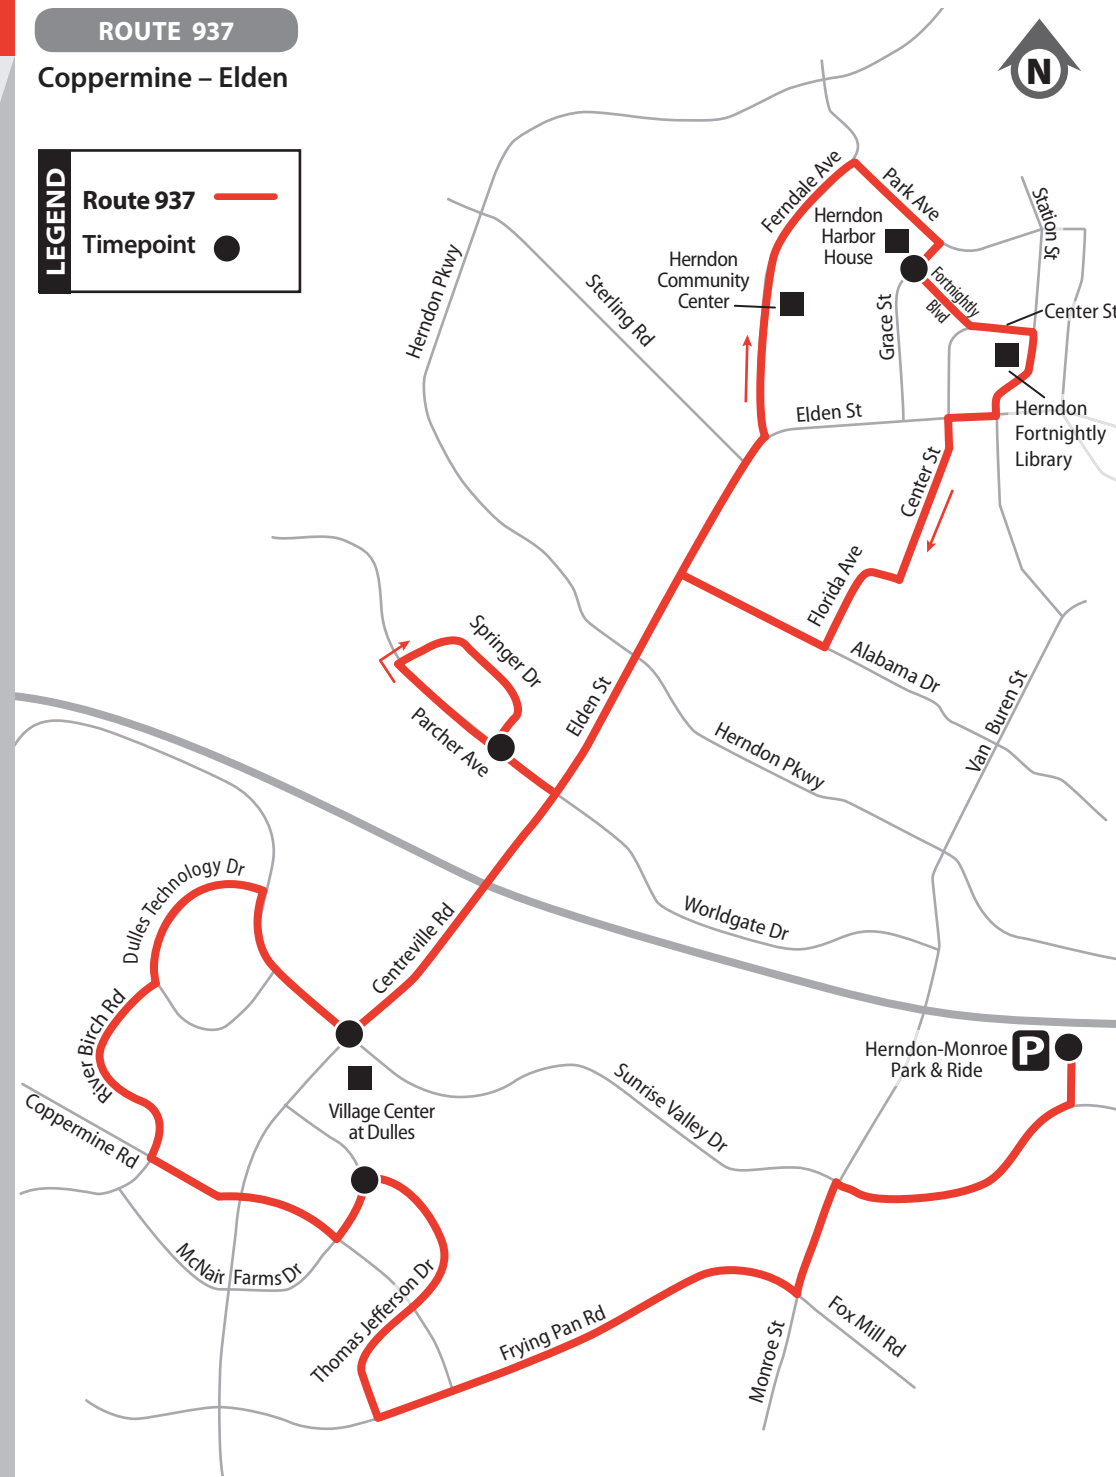 ROUTE 937
Coppermine – Elden
LEGEND
Route 937
Timepoint
N
Ferndale Ave
Park Ave
Station St
Herndon
Harbor
House
Herndon
Community
Center
Herndon Pkwy
Sterling Rd
Grace St
Fortnightly
Blvd
Center St
Elden St
Herndon
Fortnightly
Library
Center St
Florida Ave
Alabama Dr
Springer Dr
Parcher Ave
Elden St
Van Buren St
Herndon Pkwy
Worldgate Dr
Dulles Technology Dr
Centreville Rd
River Birch Rd
Coppermine Rd
Herndon-Monroe
Park & Ride
P
Village Center
at Dulles
Sunrise Valley Dr
McNair Farms Dr
Thomas Jefferson Dr
Frying Pan Rd
Fox Mill Rd
Monroe St